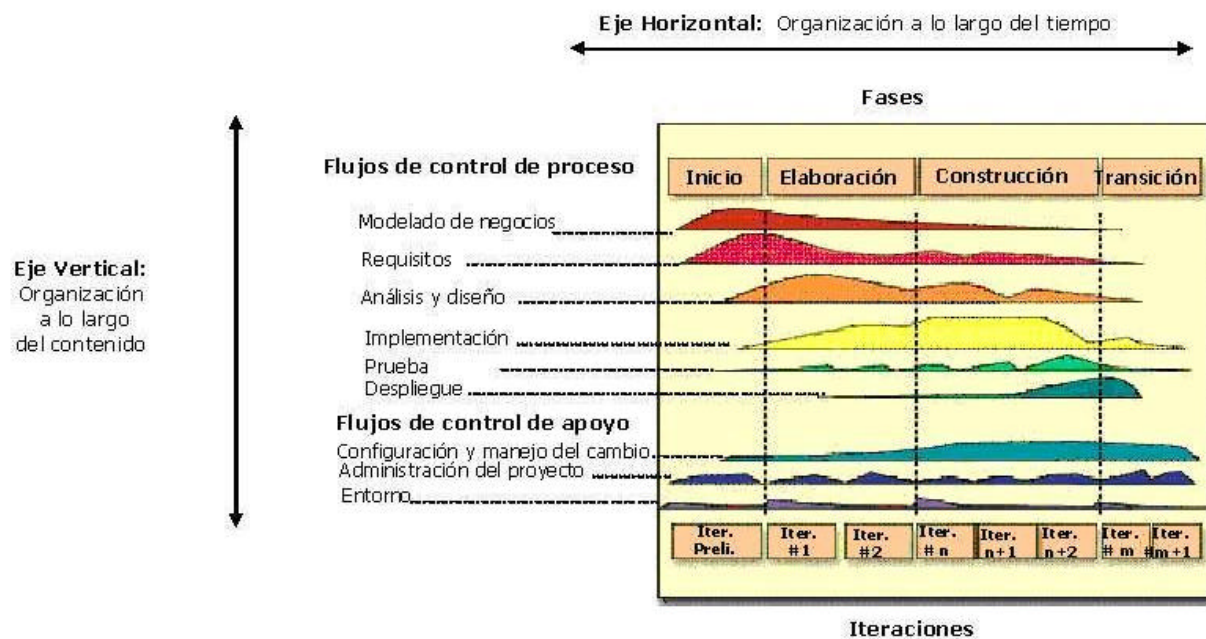 Eje Horizontal: Organización a lo largo del tiempo
Fases
Flujos de control de proceso
Inicio
Elaboración
Construcción
Transición
Modelado de negocios
Requisitos
Eje Vertical:
Organización
a lo largo
del contenido
Análisis y diseño
Implementación
Prueba
Despliegue
Flujos de control de apoyo
Configuración y manejo del cambio
Administración del proyecto
Entorno
Iter.
Preli.
Iter.
#1
Iter.
#2
Iter.
# n
Iter.
n+1
Iter.
n+2
Iter.
# m
Iter.
#m+1
Iteraciones